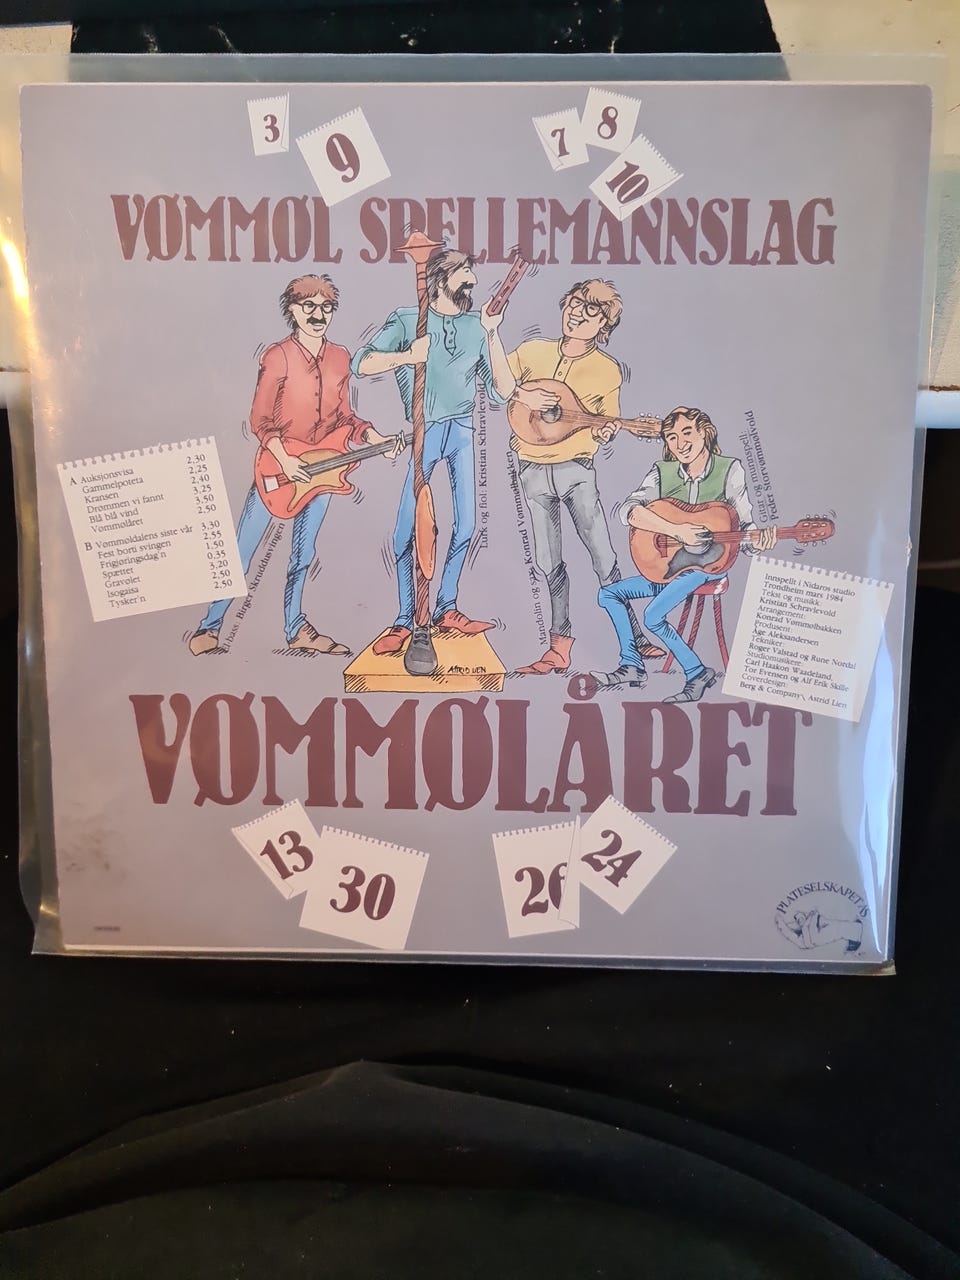 3
9
7
8
10
VØMMØL SPELLEMANNSLAG
A Auksjonsvisa 2,30
Gammelpoteta 2,25
Kransen 2,40
Drømmen vi fannt 3,25
Blå blå vind 3,50
Vømmølåret 2,50
B Vømmøldalens siste vår 3,30
Fest borti svingen 2,55
Frigjøringsdag'n 1,50
Spættet 0,35
Gravølet 3,20
Isogaisa 2,50
Tysker'n 2,50
El-bass: Birger Skruddusvingen
Lurk og fiol: Kristian Schravlevold
Mandolin og sag: Konrad Vømmølbakken
Gitar og munnspell:
Peder Storvømmølvold
ASTRID LIEN
Innspellt i Nidaros studio
Trondheim mars 1984
Tekst og musikk:
Kristian Schravlevold
Arrangement:
Konrad Vømmølbakken
Produsent:
Åge Aleksandersen
Tekniker:
Roger Valstad og Rune Nordal
Studiomusikere:
Carl Haakon Waadeland,
Tor Evensen og Alf Erik Skille
Coverdesign:
Berg & Company\ Astrid Lien
VØMMØLÅRET
13
30
26
24
PLATESELSKAPET AS